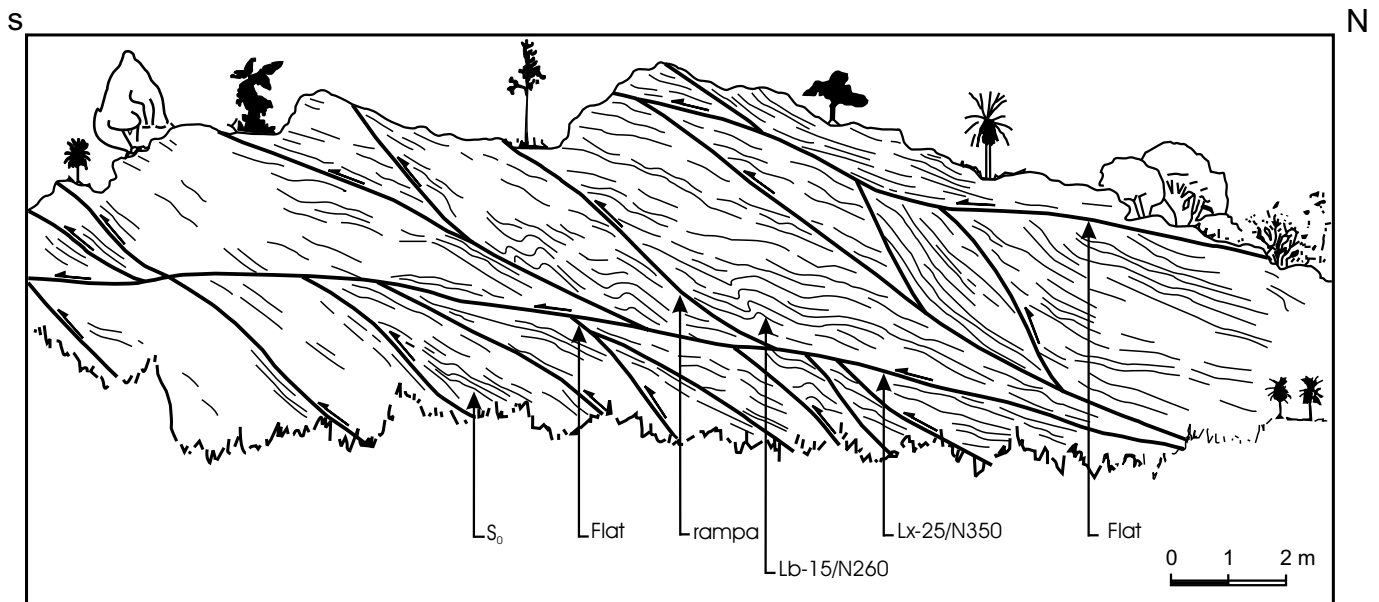 S
N
S₀
Flat
rampa
Lb-15/N260
Lx-25/N350
Flat
0 1 2 m